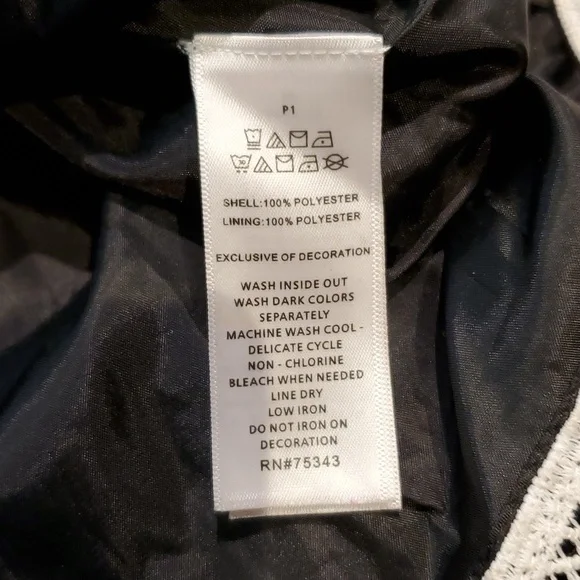 P1
30
SHELL:100% POLYESTER
LINING:100% POLYESTER
EXCLUSIVE OF DECORATION
WASH INSIDE OUT
WASH DARK COLORS
SEPARATELY
MACHINE WASH COOL -
DELICATE CYCLE
NON - CHLORINE
BLEACH WHEN NEEDED
LINE DRY
LOW IRON
DO NOT IRON ON
DECORATION
RN#75343